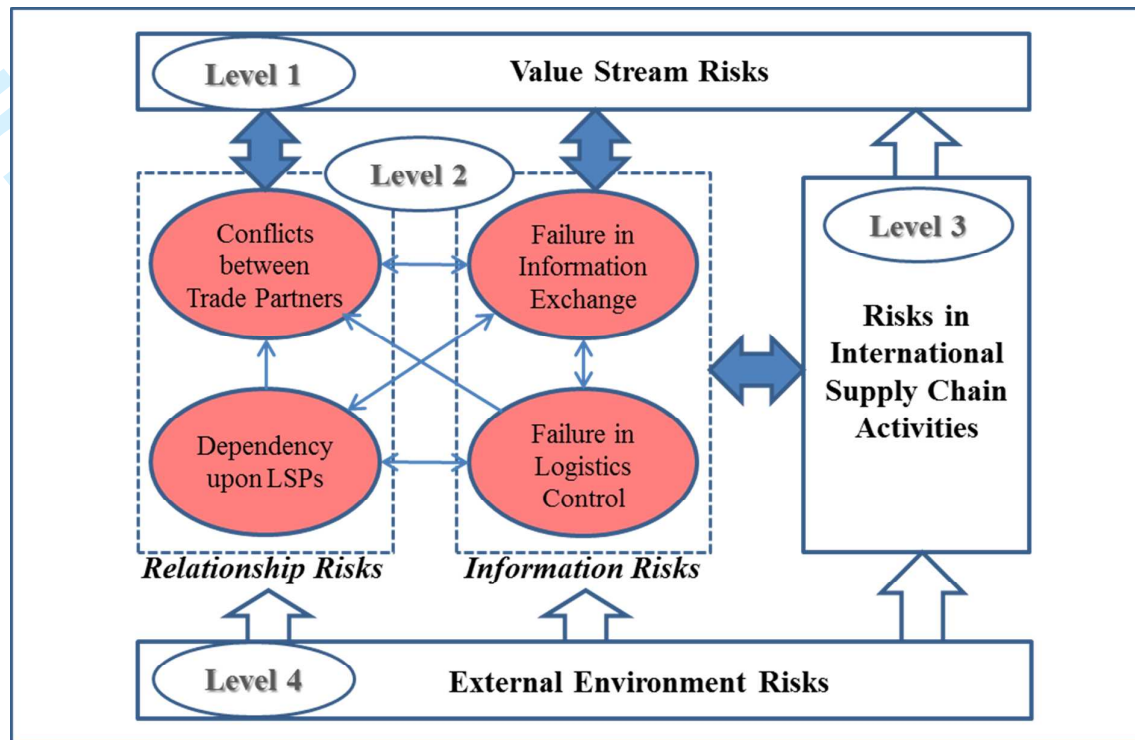 Level 1
Value Stream Risks
Level 2
Conflicts
between
Trade Partners
Failure in
Information
Exchange
Level 3
Risks in
International
Supply Chain
Activities
Dependency
upon LSPs
Failure in
Logistics
Control
Relationship Risks
Information Risks
Level 4
External Environment Risks